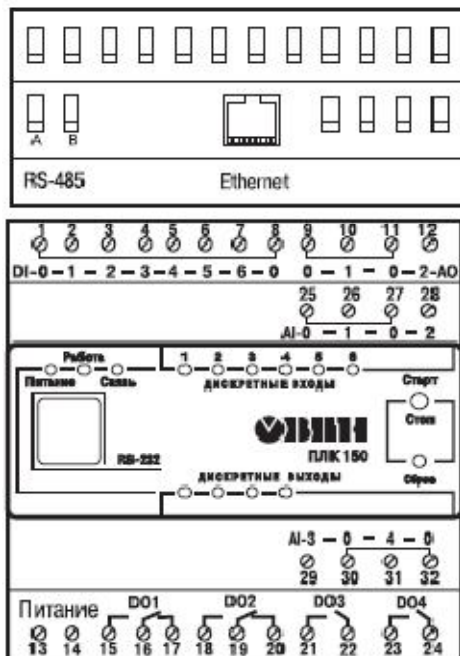 A B
RS-485 Ethernet
1 2 3 4 5 6 7 8 9 10 11 12
DI-0-1-2-3-4-5-6-0 0-1-0-2-AO
25 26 27 28
AI-0-1-0-2
Работа
Питание Связь
1 2 3 4 5 6
ДИСКРЕТНЫЕ ВХОДЫ
Старт
Стоп
ОВЕН
RS-232
ПЛК 150
ДИСКРЕТНЫЕ ВЫХОДЫ
Сброс
AI-3-0-4-0
29 30 31 32
Питание DO1 DO2 DO3 DO4
13 14 15 16 17 18 19 20 21 22 23 24